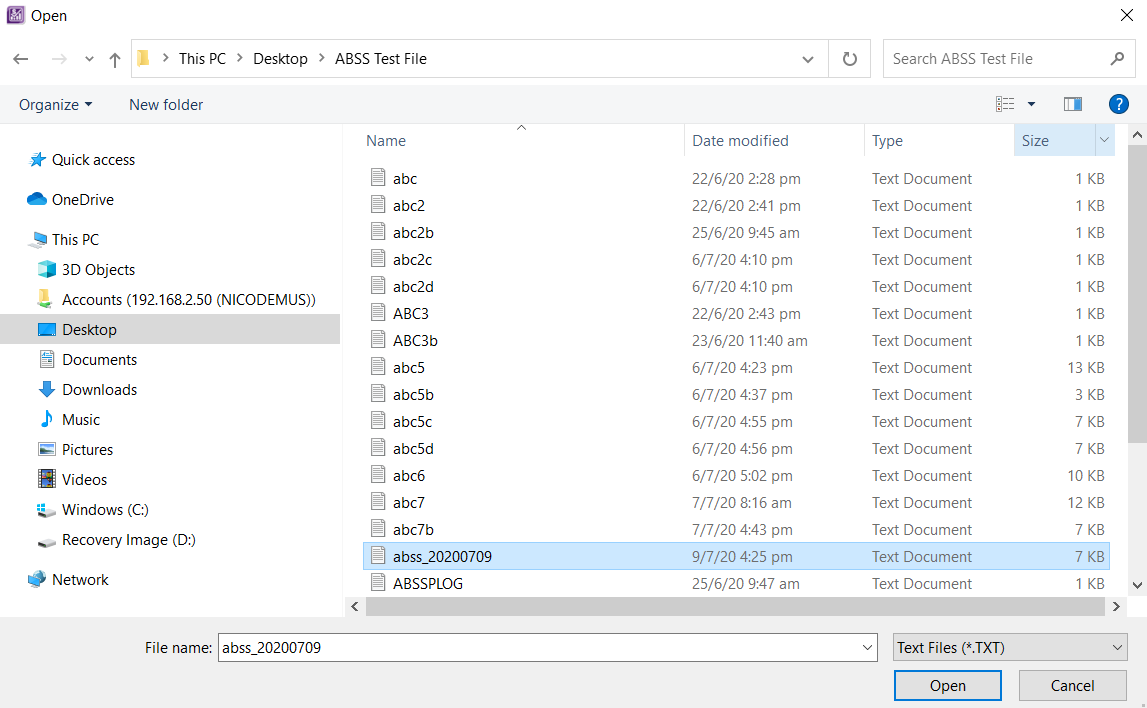 Open
This PC > Desktop > ABSS Test File
Search ABSS Test File
Organize
New folder
?
Quick access
OneDrive
This PC
3D Objects
Accounts (192.168.2.50 (NICODEMUS))
Desktop
Documents
Downloads
Music
Pictures
Videos
Windows (C:)
Recovery Image (D:)
Network
Name Date modified Type Size
abc 22/6/20 2:28 pm Text Document 1 KB
abc2 22/6/20 2:41 pm Text Document 1 KB
abc2b 25/6/20 9:45 am Text Document 1 KB
abc2c 6/7/20 4:10 pm Text Document 1 KB
abc2d 6/7/20 4:10 pm Text Document 1 KB
ABC3 22/6/20 2:43 pm Text Document 1 KB
ABC3b 23/6/20 11:40 am Text Document 1 KB
abc5 6/7/20 4:23 pm Text Document 13 KB
abc5b 6/7/20 4:37 pm Text Document 3 KB
abc5c 6/7/20 4:55 pm Text Document 7 KB
abc5d 6/7/20 4:56 pm Text Document 7 KB
abc6 6/7/20 5:02 pm Text Document 10 KB
abc7 7/7/20 8:16 am Text Document 12 KB
abc7b 7/7/20 4:43 pm Text Document 7 KB
abss_20200709 9/7/20 4:25 pm Text Document 7 KB
ABSSPLOG 25/6/20 9:47 am Text Document 1 KB
File name: abss_20200709
Text Files (*.TXT)
Open
Cancel